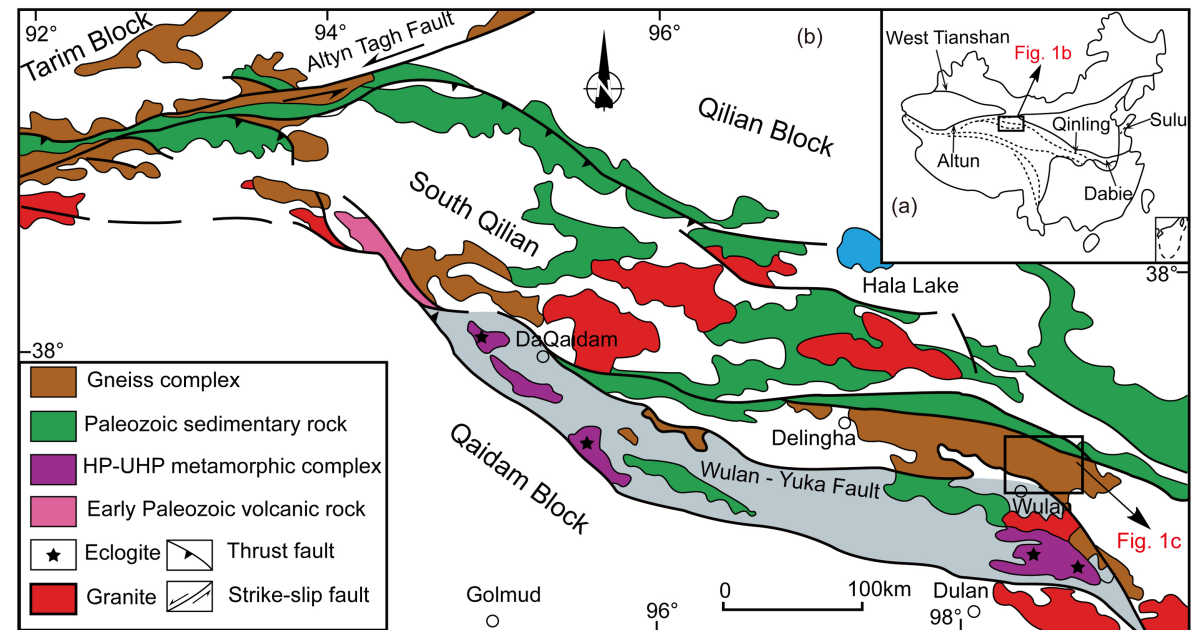 92°
94°
96°
(b)
Tarim Block
Altyn Tagh Fault
N
Qilian Block
West Tianshan
Fig. 1b
Qinling
Sulu
Altun
Dabie
(a)
South Qilian
Hala Lake
38°
38°
DaQaidam
Delingha
Wulan - Yuka Fault
Qaidam Block
Wulan
Fig. 1c
Gneiss complex
Paleozoic sedimentary rock
HP-UHP metamorphic complex
Early Paleozoic volcanic rock
Eclogite
Thrust fault
Granite
Strike-slip fault
Golmud
96°
0
100km
Dulan
98°